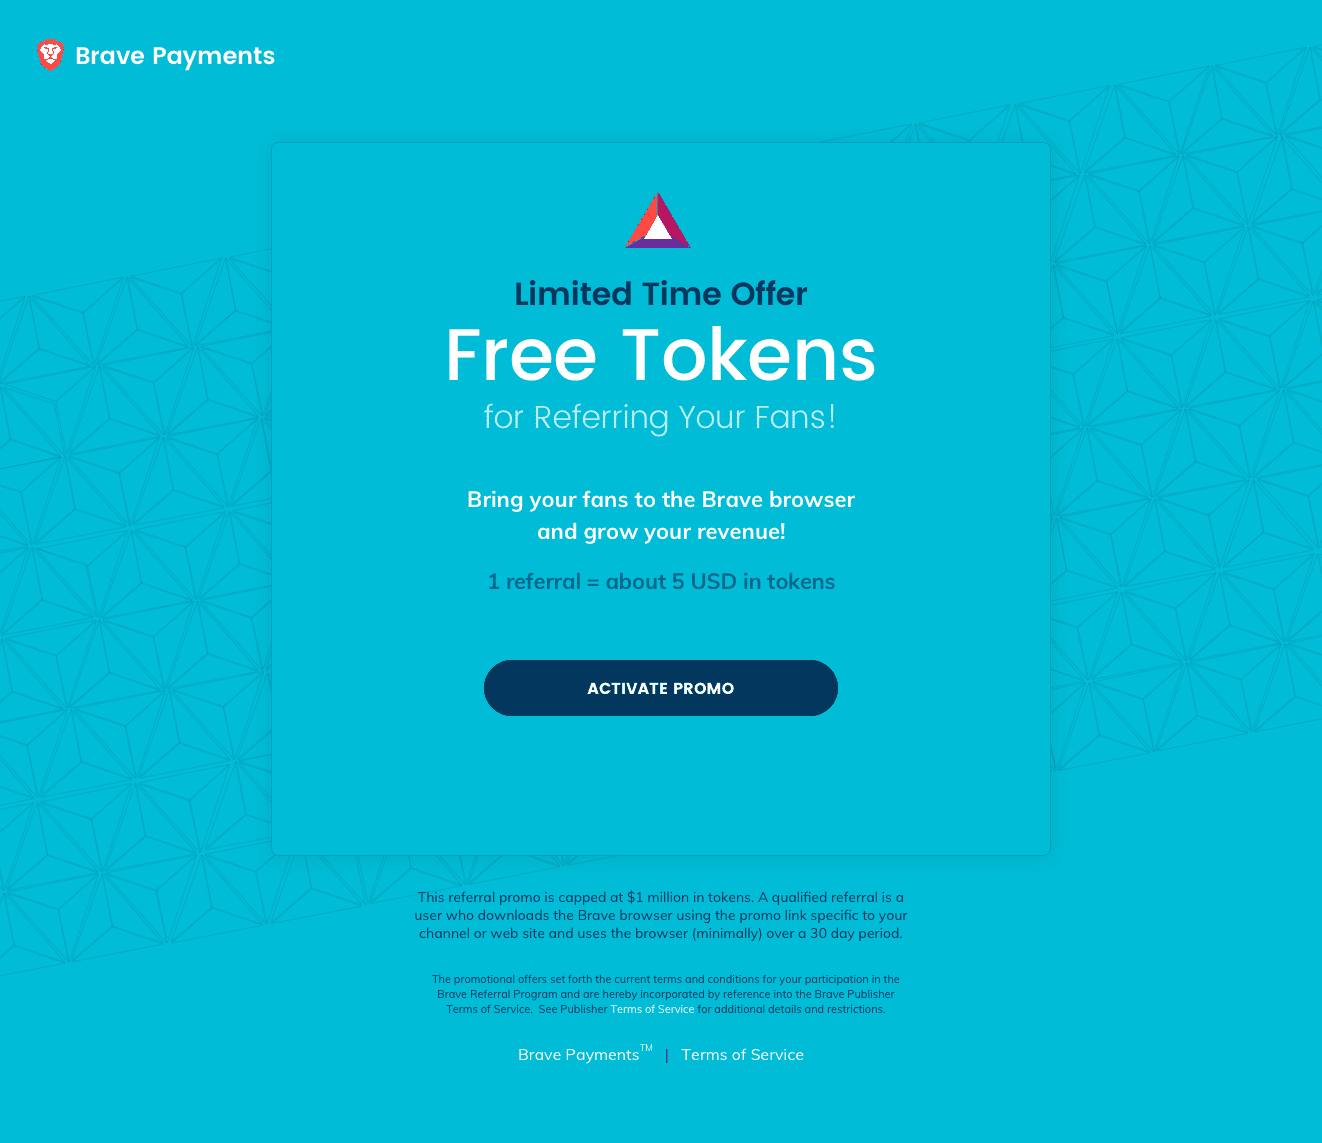 Brave Payments
Limited Time Offer
Free Tokens
for Referring Your Fans!
Bring your fans to the Brave browser
and grow your revenue!
1 referral = about 5 USD in tokens
ACTIVATE PROMO
This referral promo is capped at $1 million in tokens. A qualified referral is a
user who downloads the Brave browser using the promo link specific to your
channel or web site and uses the browser (minimally) over a 30 day period.
The promotional offers set forth the current terms and conditions for your participation in the
Brave Referral Program and are hereby incorporated by reference into the Brave Publisher
Terms of Service.  See Publisher Terms of Service for additional details and restrictions.
Brave Payments™ | Terms of Service